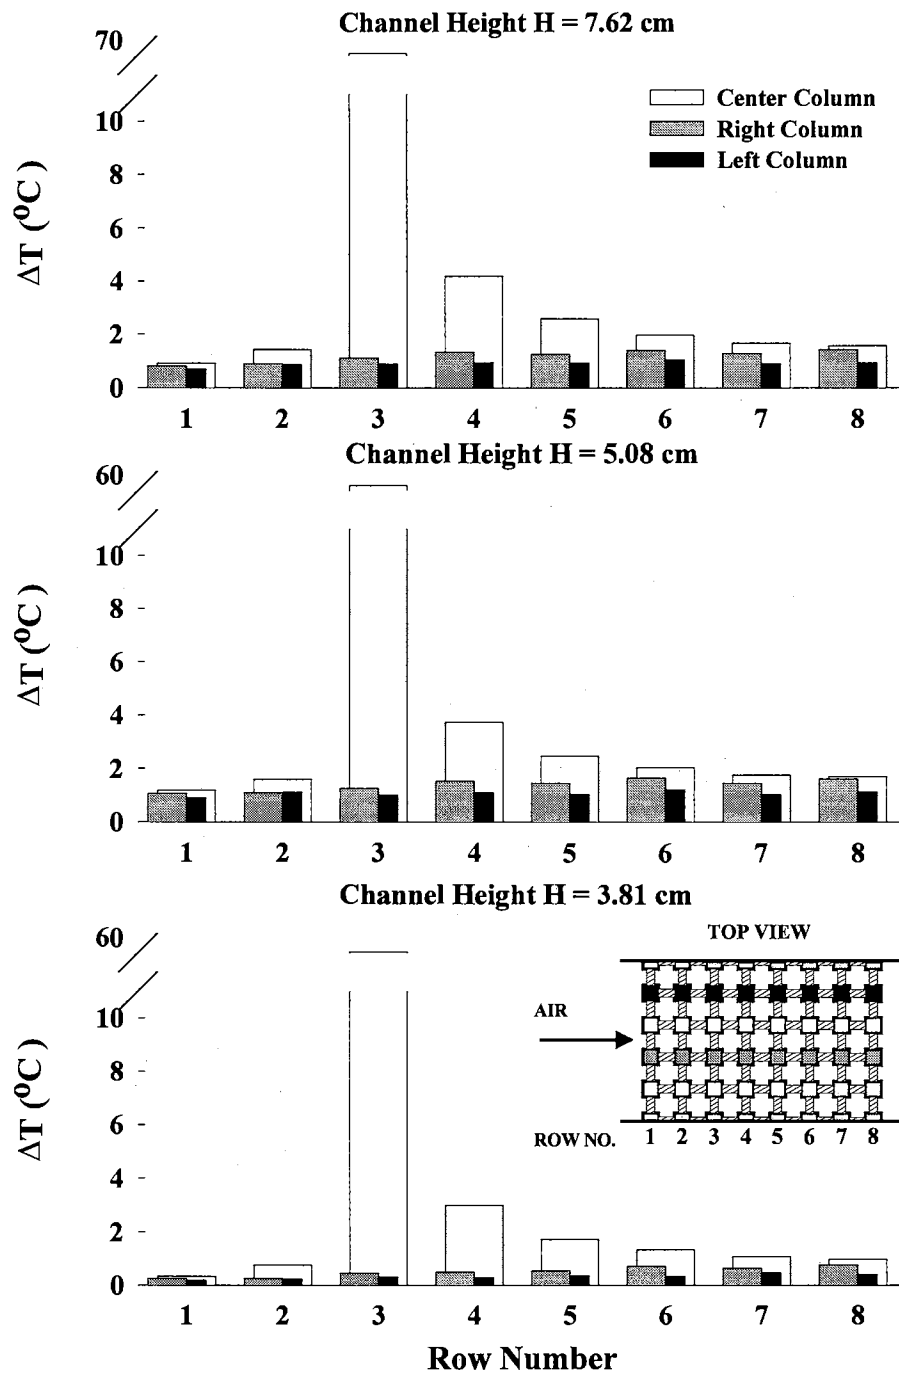 Channel Height H = 7.62 cm
70
Center Column
Right Column
Left Column
10
8
6
4
2
0
ΔT (⁰C)
1 2 3 4 5 6 7 8
Channel Height H = 5.08 cm
60
10
8
6
4
2
0
ΔT (⁰C)
1 2 3 4 5 6 7 8
Channel Height H = 3.81 cm
60
10
8
6
4
2
0
ΔT (⁰C)
TOP VIEW
AIR
ROW NO. 1 2 3 4 5 6 7 8
1 2 3 4 5 6 7 8
Row Number